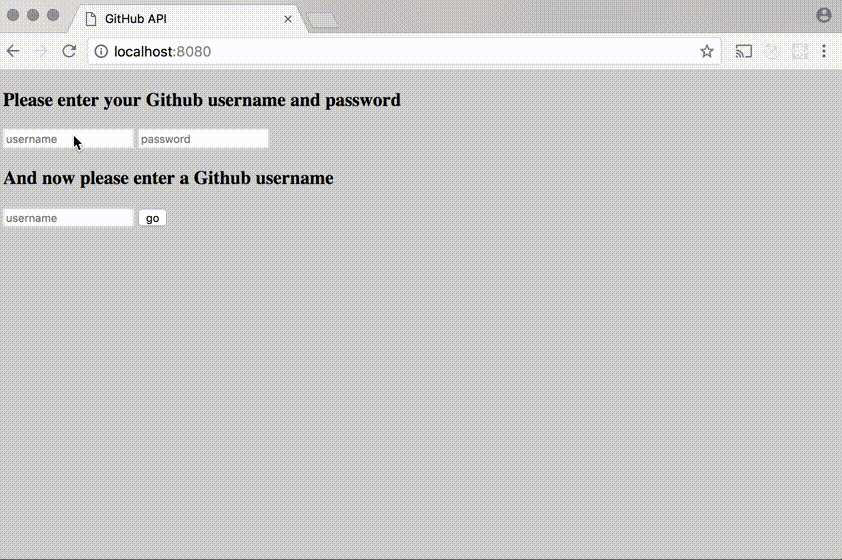 GitHub API
localhost:8080
Please enter your Github username and password
username password
And now please enter a Github username
username go